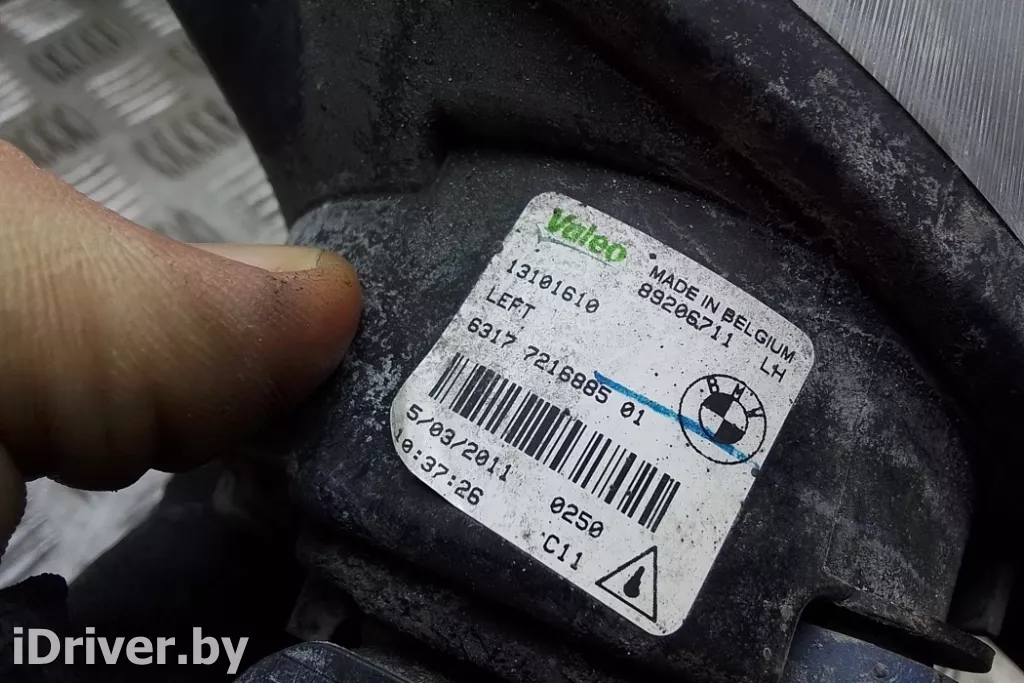 Valeo
MADE IN BELGIUM
13101610 89206711 LH
LEFT
6317 7216885 01
BMW
5/03/2011 0250
10:37:26 C11
iDriver.by